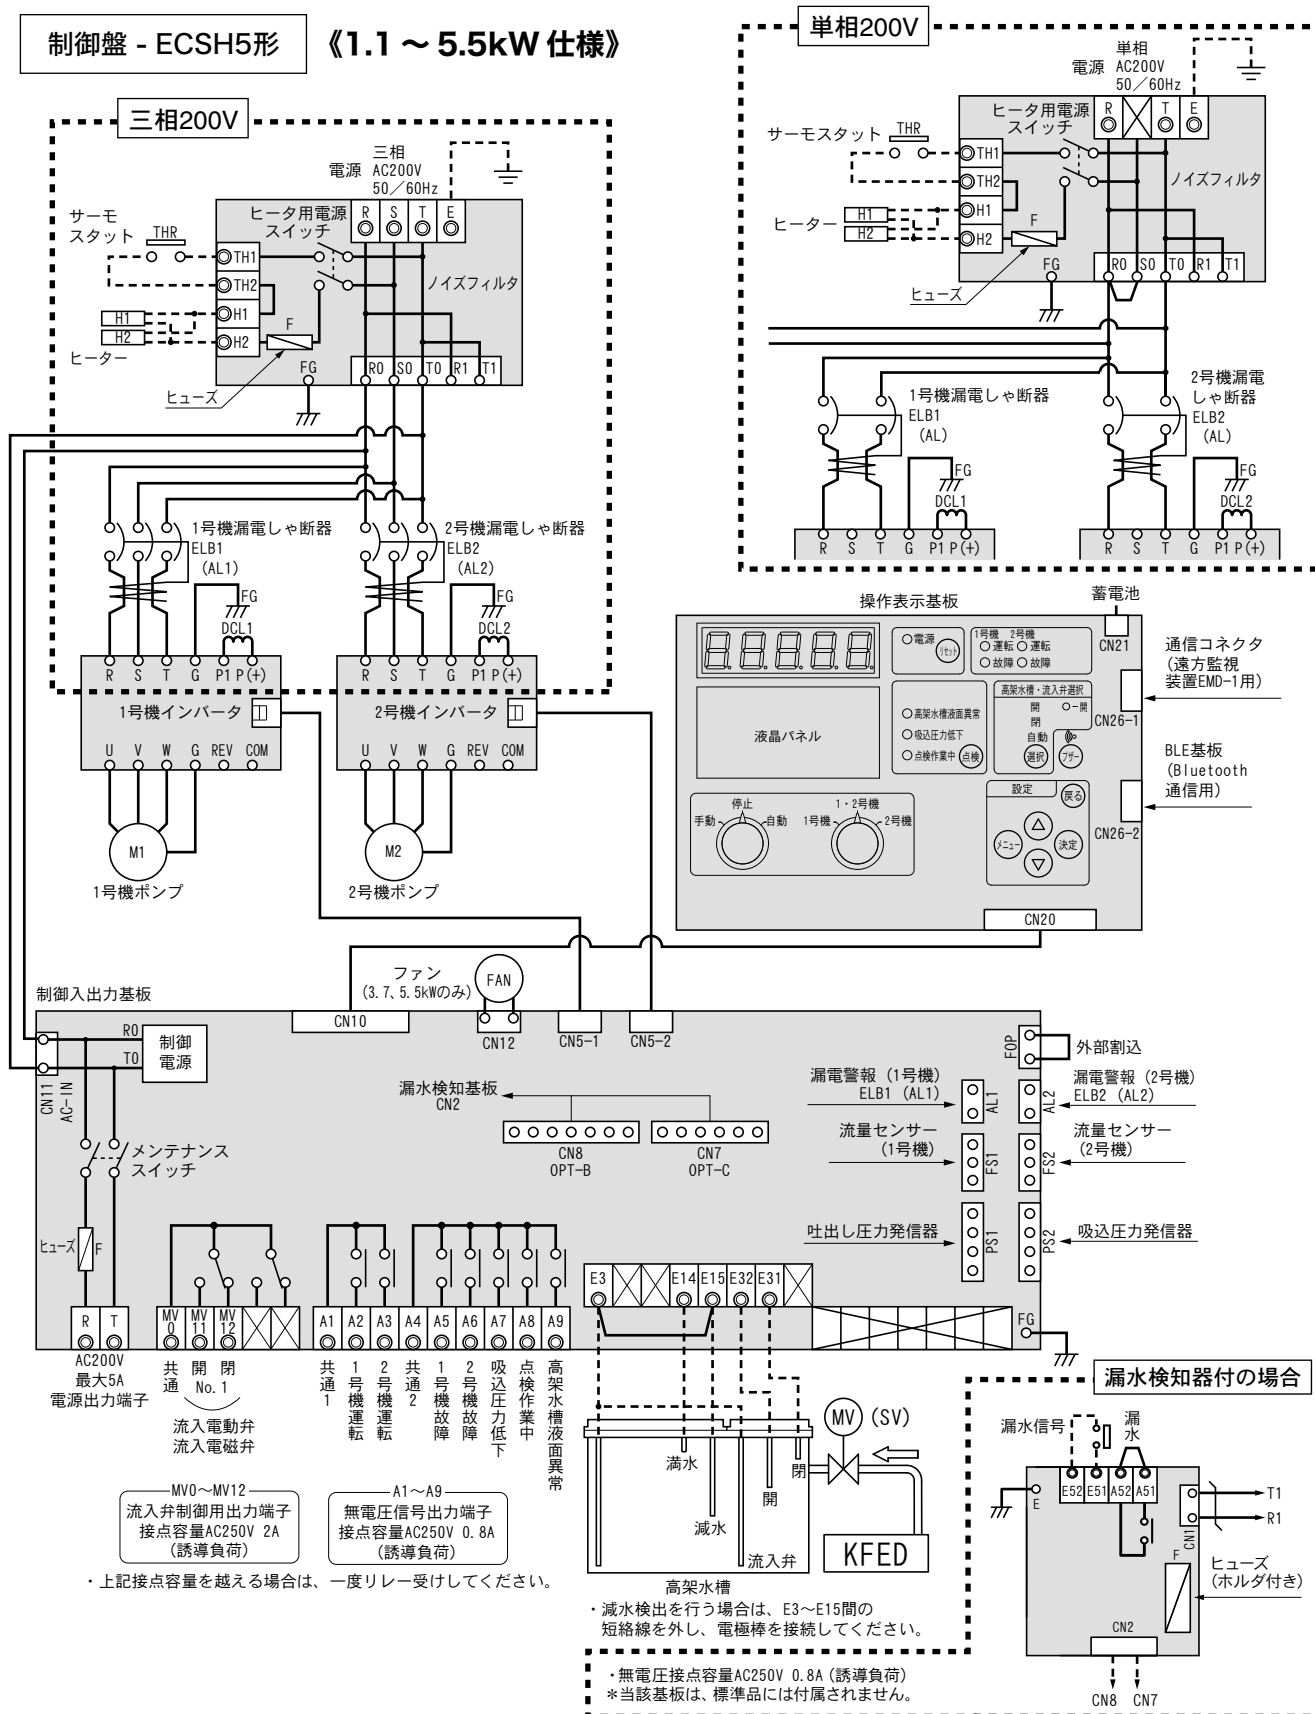 制御盤 - ECSH5形
《1.1 ～ 5.5kW 仕様》
三相200V
三相
電源 AC200V
50／60Hz
サーモ
スタット
THR
ヒータ用電源
スイッチ
R S T E
TH1
TH2
H1
H2
H1
H2
ヒーター
F
ノイズフィルタ
FG
R0 S0 T0 R1 T1
ヒューズ
1号機漏電しゃ断器
ELB1
(AL1)
2号機漏電しゃ断器
ELB2
(AL2)
FG
DCL1
FG
DCL2
R S T G P1 P(+)
R S T G P1 P(+)
1号機インバータ
2号機インバータ
U V W G REV COM
U V W G REV COM
M1
M2
1号機ポンプ
2号機ポンプ
単相200V
単相
電源 AC200V
50／60Hz
サーモスタット THR
ヒータ用電源
スイッチ
R T E
TH1
TH2
H1
H2
ヒーター
H1
H2
F
ノイズフィルタ
FG
R0 S0 T0 R1 T1
ヒューズ
1号機漏電しゃ断器
ELB1
(AL)
2号機漏電
しゃ断器
ELB2
(AL)
FG
DCL1
FG
DCL2
R S T G P1 P(+)
R S T G P1 P(+)
操作表示基板
蓄電池
CN21
電源
リセット
1号機 2号機
運転 運転
故障 故障
高架水槽・流入弁選択
開 －開
閉
自動
選択
ブザー
高架水槽液面異常
吸込圧力低下
点検作業中
点検
液晶パネル
停止
手動
自動
1・2号機
1号機
2号機
設定
戻る
メニュー
決定
CN20
通信コネクタ
(遠方監視
装置EMD-1用)
CN26-1
BLE基板
(Bluetooth
通信用)
CN26-2
制御入出力基板
ファン
(3.7、5.5kWのみ)
FAN
CN10
CN12
CN5-1
CN5-2
R0
T0
制御
電源
CN11
AC-IN
漏水検知基板
CN2
CN8
OPT-B
CN7
OPT-C
メンテナンス
スイッチ
ヒューズ
F
FOP
外部割込
漏電警報 (1号機)
ELB1 (AL1)
AL1
AL2
漏電警報 (2号機)
ELB2 (AL2)
流量センサー
(1号機)
FS1
FS2
流量センサー
(2号機)
吐出し圧力発信器
PS1
PS2
吸込圧力発信器
R T
MV0 MV11 MV12
A1 A2 A3 A4 A5 A6 A7 A8 A9
E3 E14 E15 E32 E31
FG
AC200V
最大5A
電源出力端子
共通
開
閉
No.1
流入電動弁
流入電磁弁
共通1
1号機運転
2号機運転
共通2
1号機故障
2号機故障
吸込圧力低下
点検作業中
高架水槽液面異常
MV0～MV12
流入弁制御用出力端子
接点容量AC250V 2A
(誘導負荷)
A1～A9
無電圧信号出力端子
接点容量AC250V 0.8A
(誘導負荷)
・上記接点容量を越える場合は、一度リレー受けしてください。
満水
減水
流入弁
開
閉
MV
(SV)
KFED
高架水槽
・減水検出を行う場合は、E3～E15間の
短絡線を外し、電極棒を接続してください。
漏水検知器付の場合
漏水信号
漏水
E52 E51 A52 A51
E
CN1
T1
R1
F
ヒューズ
(ホルダ付き)
CN2
CN8 CN7
・無電圧接点容量AC250V 0.8A (誘導負荷)
＊当該基板は、標準品には付属されません。